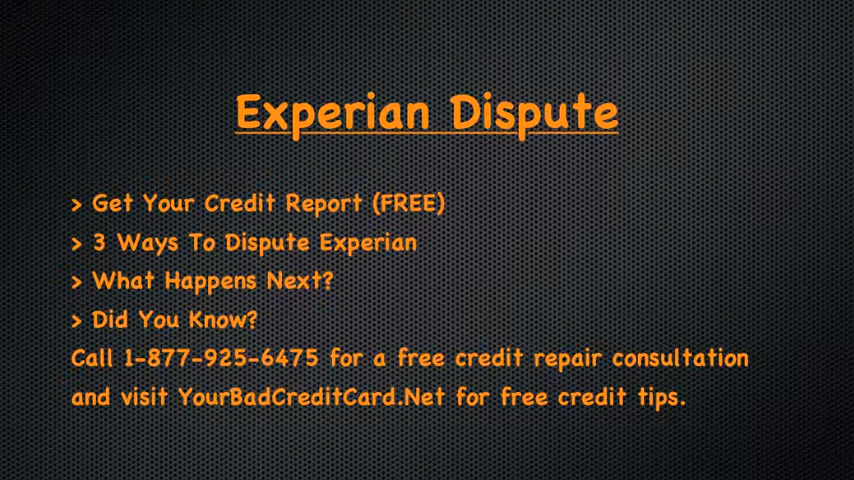 Experian Dispute
> Get Your Credit Report (FREE)
> 3 Ways To Dispute Experian
> What Happens Next?
> Did You Know?
Call 1-877-925-6475 for a free credit repair consultation
and visit YourBadCreditCard.Net for free credit tips.